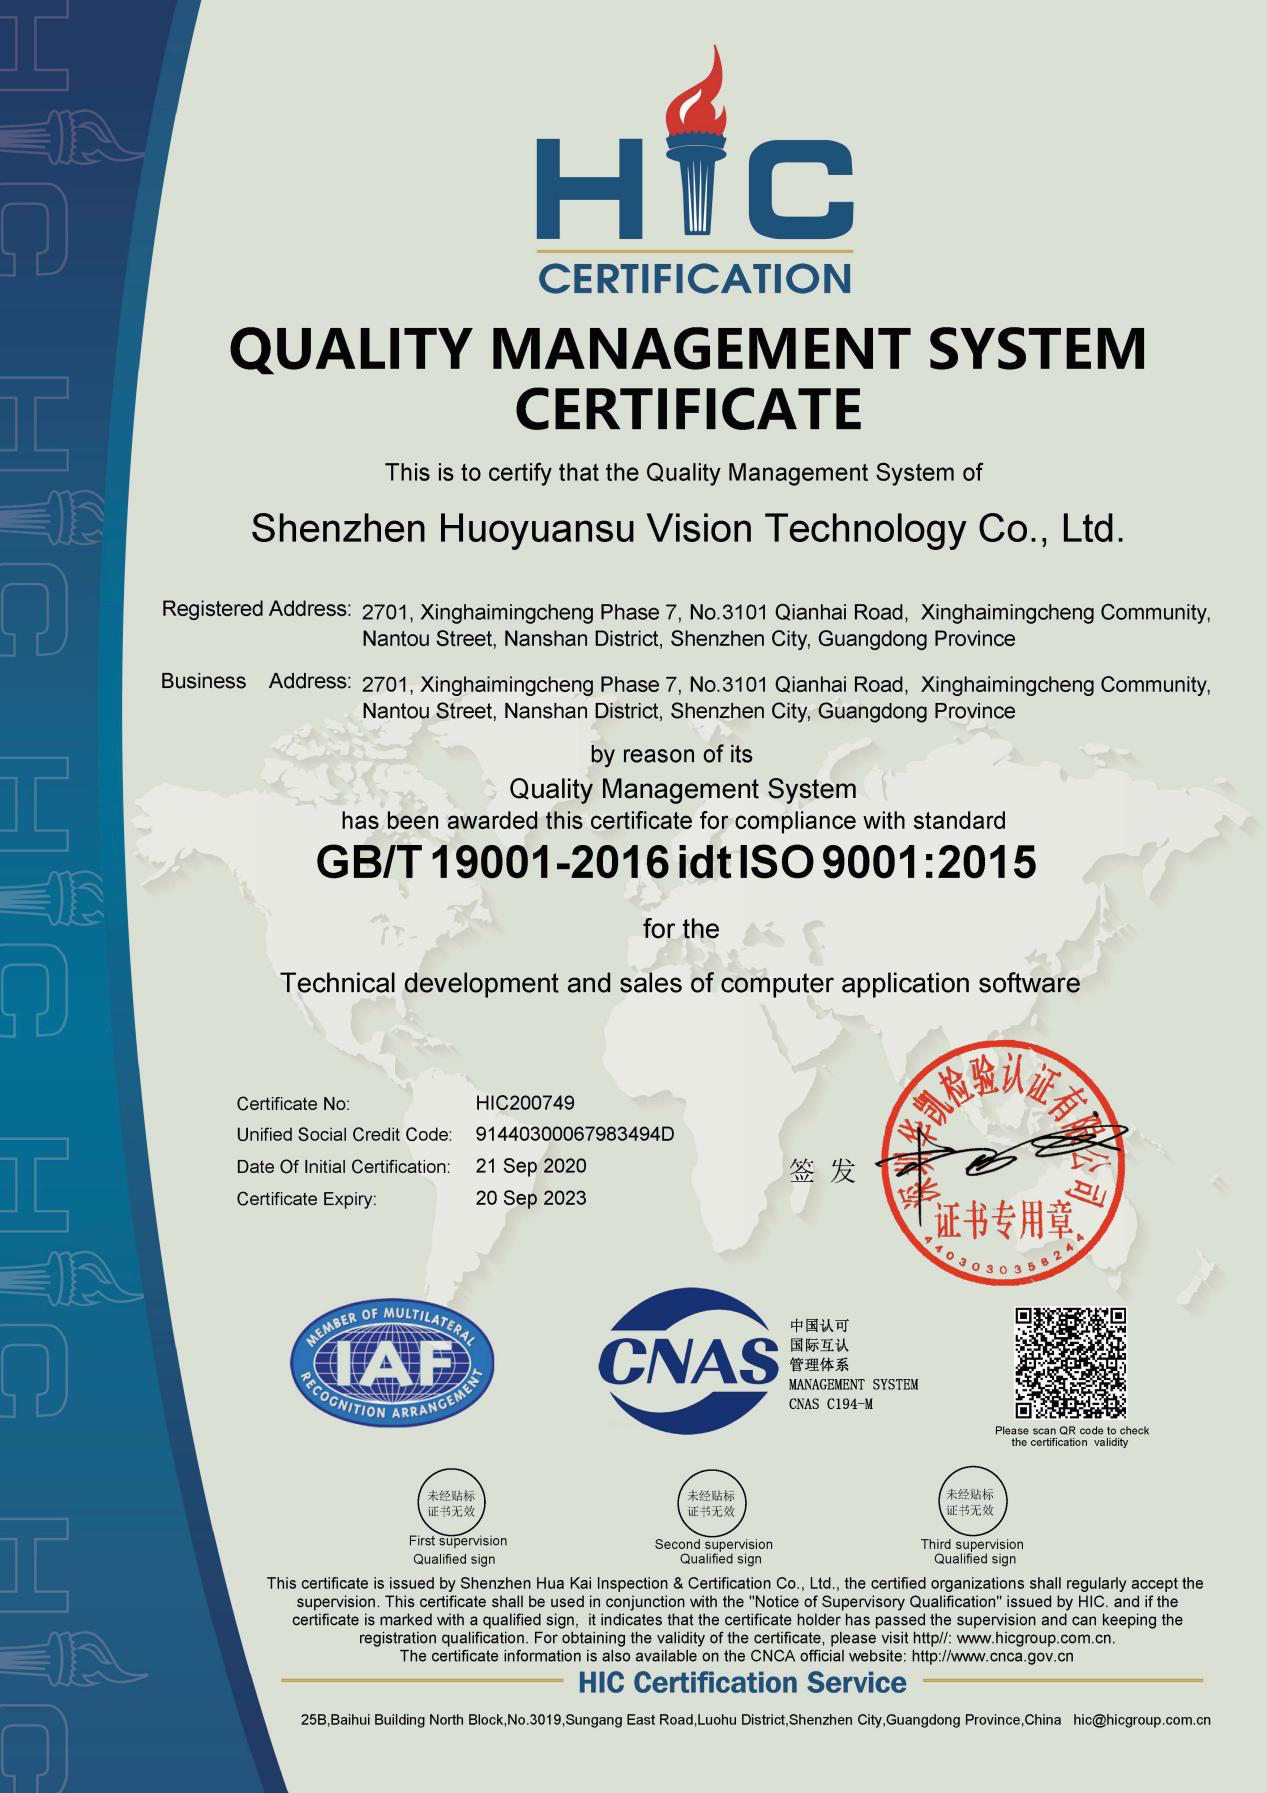 HIC
CERTIFICATION
QUALITY MANAGEMENT SYSTEM
CERTIFICATE
This is to certify that the Quality Management System of
Shenzhen Huoyuansu Vision Technology Co., Ltd.
Registered Address: 2701, Xinghaimingcheng Phase 7, No.3101 Qianhai Road, Xinghaimingcheng Community,
Nantou Street, Nanshan District, Shenzhen City, Guangdong Province
Business Address: 2701, Xinghaimingcheng Phase 7, No.3101 Qianhai Road, Xinghaimingcheng Community,
Nantou Street, Nanshan District, Shenzhen City, Guangdong Province
by reason of its
Quality Management System
has been awarded this certificate for compliance with standard
GB/T 19001-2016 idt ISO 9001:2015
for the
Technical development and sales of computer application software
Certificate No: HIC200749
Unified Social Credit Code: 91440300067983494D
Date Of Initial Certification: 21 Sep 2020
Certificate Expiry: 20 Sep 2023
签 发
深圳华凯检验认证有限公司
证书专用章
4403030358244
MEMBER OF MULTILATERAL
IAF
RECOGNITION ARRANGEMENT
CNAS
中国认可
国际互认
管理体系
MANAGEMENT SYSTEM
CNAS C194-M
Please scan QR code to check
the certification validity
未经贴标
证书无效
First supervision
Qualified sign
未经贴标
证书无效
Second supervision
Qualified sign
未经贴标
证书无效
Third supervision
Qualified sign
This certificate is issued by Shenzhen Hua Kai Inspection & Certification Co., Ltd., the certified organizations shall regularly accept the
supervision. This certificate shall be used in conjunction with the "Notice of Supervisory Qualification" issued by HIC. and if the
certificate is marked with a qualified sign, it indicates that the certificate holder has passed the supervision and can keeping the
registration qualification. For obtaining the validity of the certificate, please visit http//: www.hicgroup.com.cn.
The certificate information is also available on the CNCA official website: http://www.cnca.gov.cn
HIC Certification Service
25B,Baihui Building North Block,No.3019,Sungang East Road,Luohu District,Shenzhen City,Guangdong Province,China hic@hicgroup.com.cn